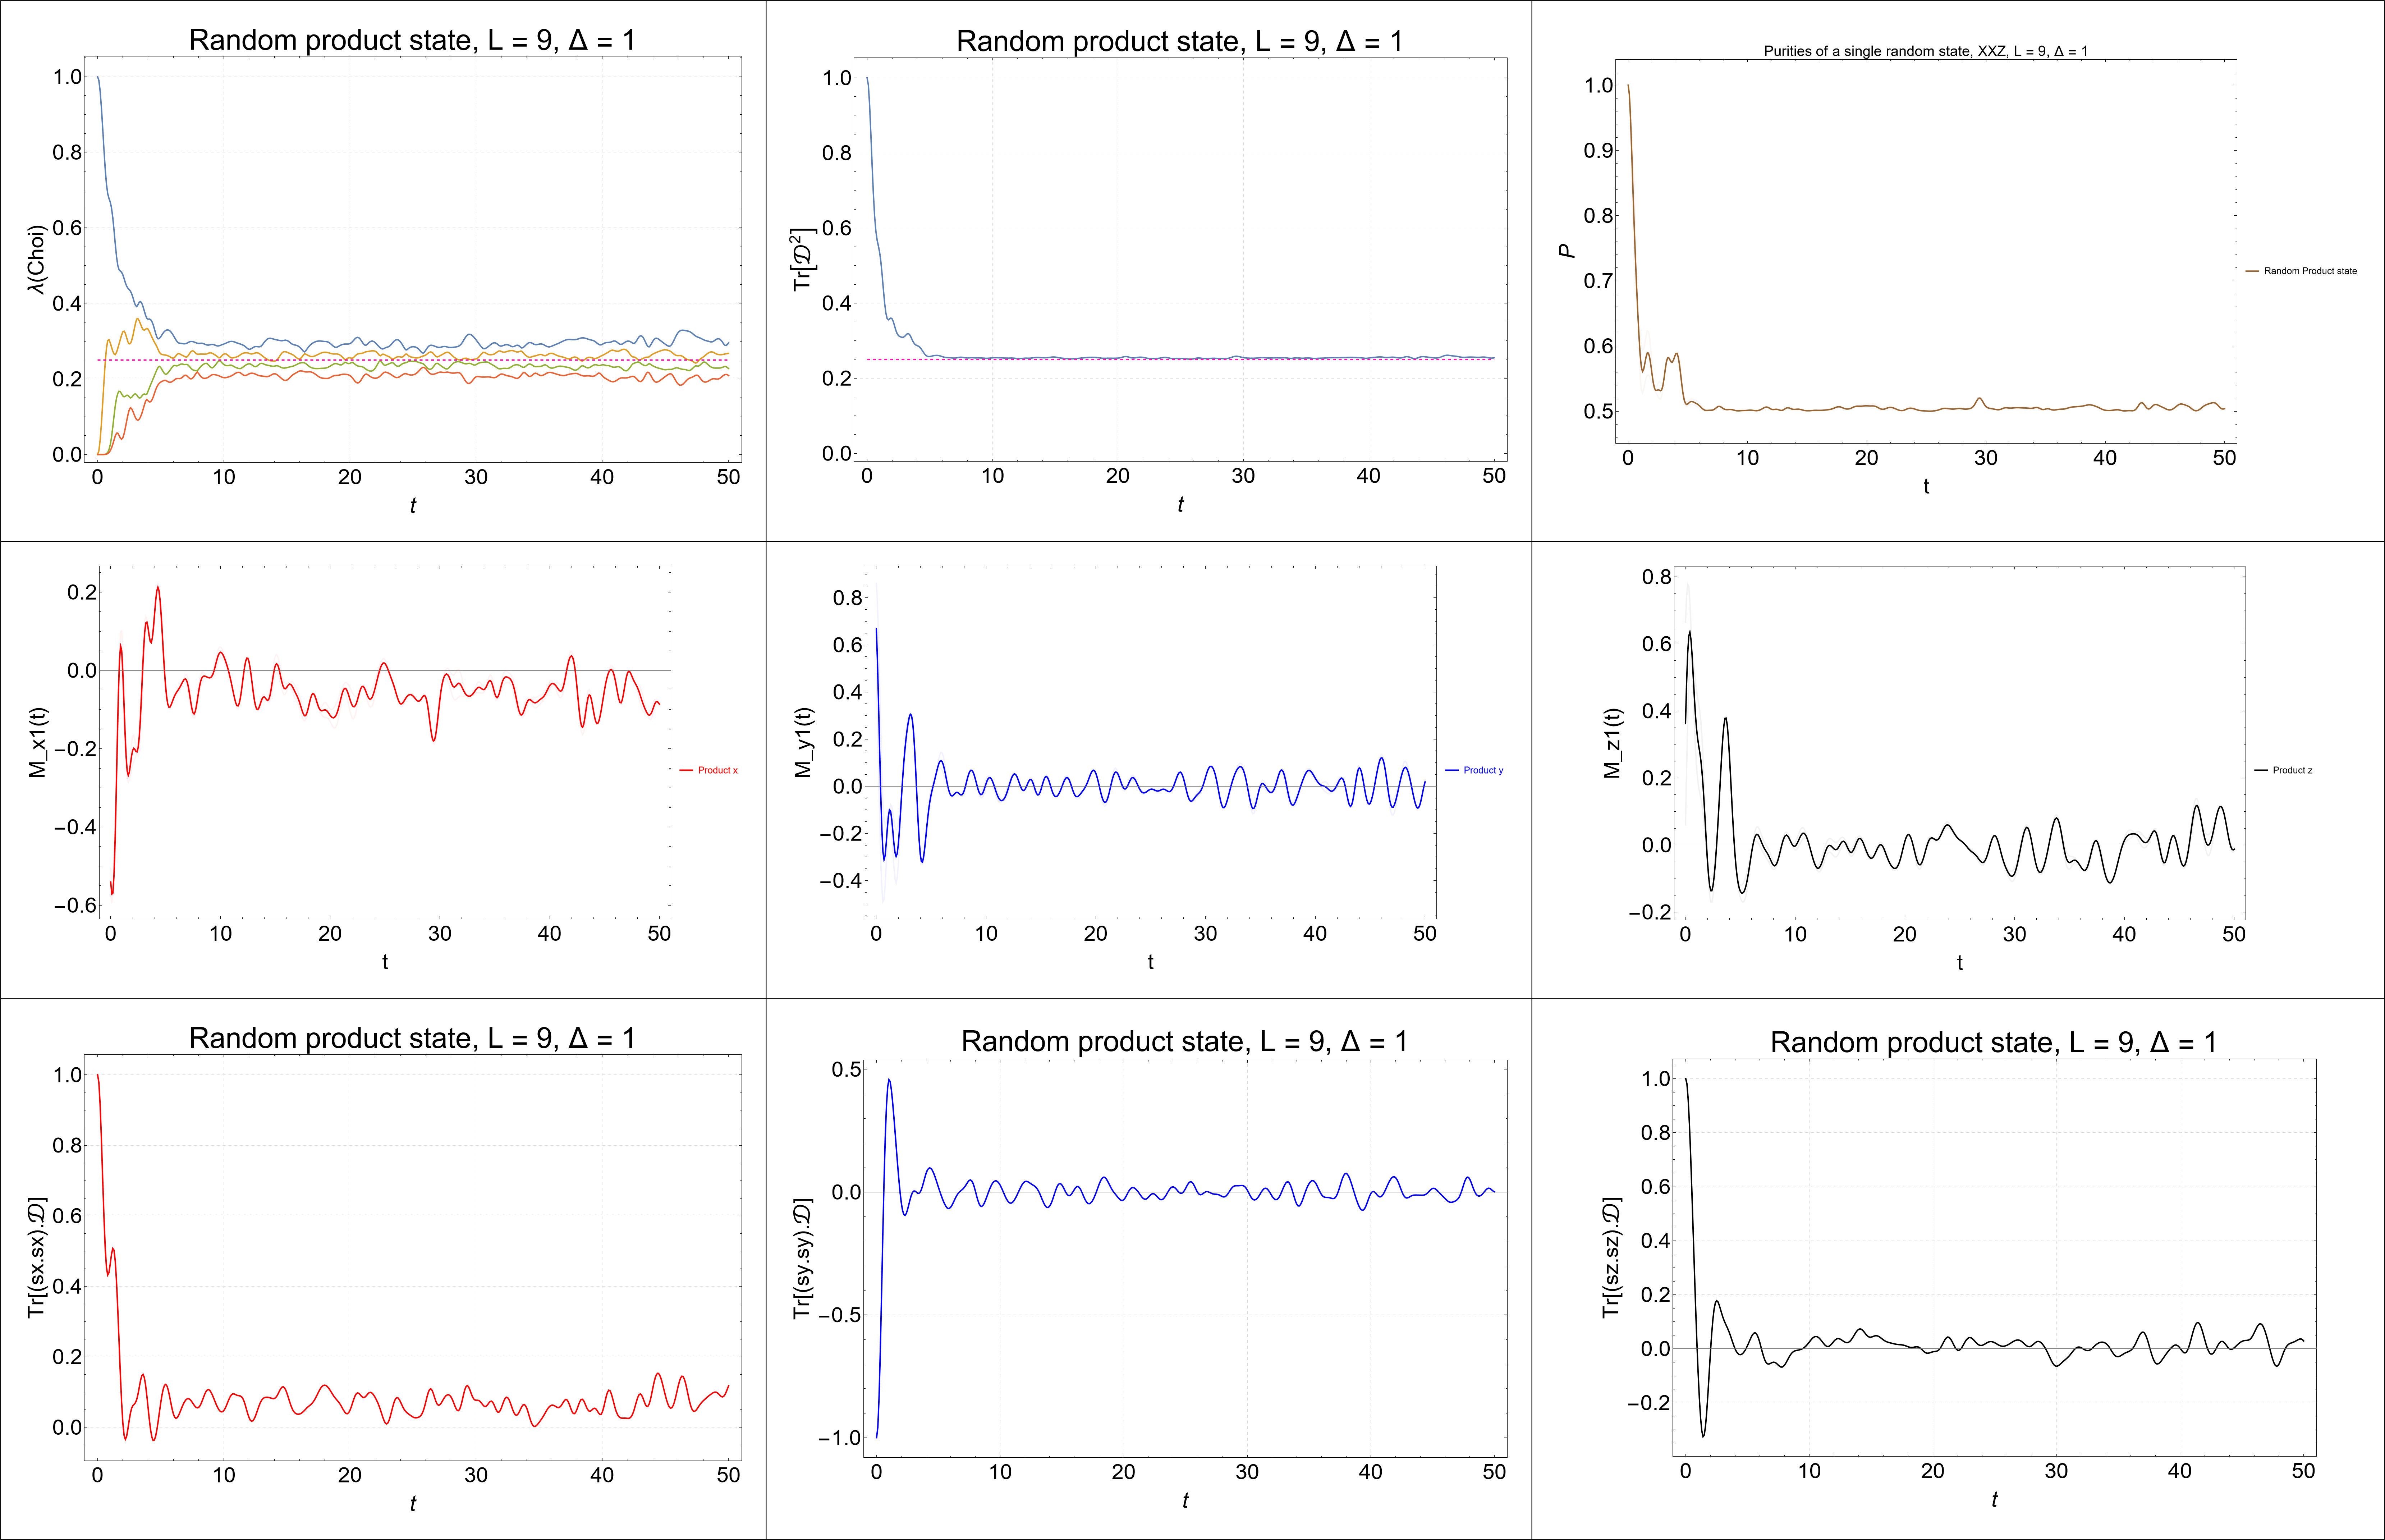 Random product state, L = 9, Δ = 1
λ(Choi)
1.0
0.8
0.6
0.4
0.2
0.0
0 10 20 30 40 50
t
Random product state, L = 9, Δ = 1
Tr[𝒟²]
1.0
0.8
0.6
0.4
0.2
0.0
0 10 20 30 40 50
t
Purities of a single random state, XXZ, L = 9, Δ = 1
P
1.0
0.9
0.8
0.7
0.6
0.5
0 10 20 30 40 50
t
Random Product state
M_x1(t)
0.2
0.0
−0.2
−0.4
−0.6
0 10 20 30 40 50
t
Product x
M_y1(t)
0.8
0.6
0.4
0.2
0.0
−0.2
−0.4
0 10 20 30 40 50
t
Product y
M_z1(t)
0.8
0.6
0.4
0.2
0.0
−0.2
0 10 20 30 40 50
t
Product z
Random product state, L = 9, Δ = 1
Tr[(sx.sx).𝒟]
1.0
0.8
0.6
0.4
0.2
0.0
0 10 20 30 40 50
t
Random product state, L = 9, Δ = 1
Tr[(sy.sy).𝒟]
0.5
0.0
−0.5
−1.0
0 10 20 30 40 50
t
Random product state, L = 9, Δ = 1
Tr[(sz.sz).𝒟]
1.0
0.8
0.6
0.4
0.2
0.0
−0.2
0 10 20 30 40 50
t